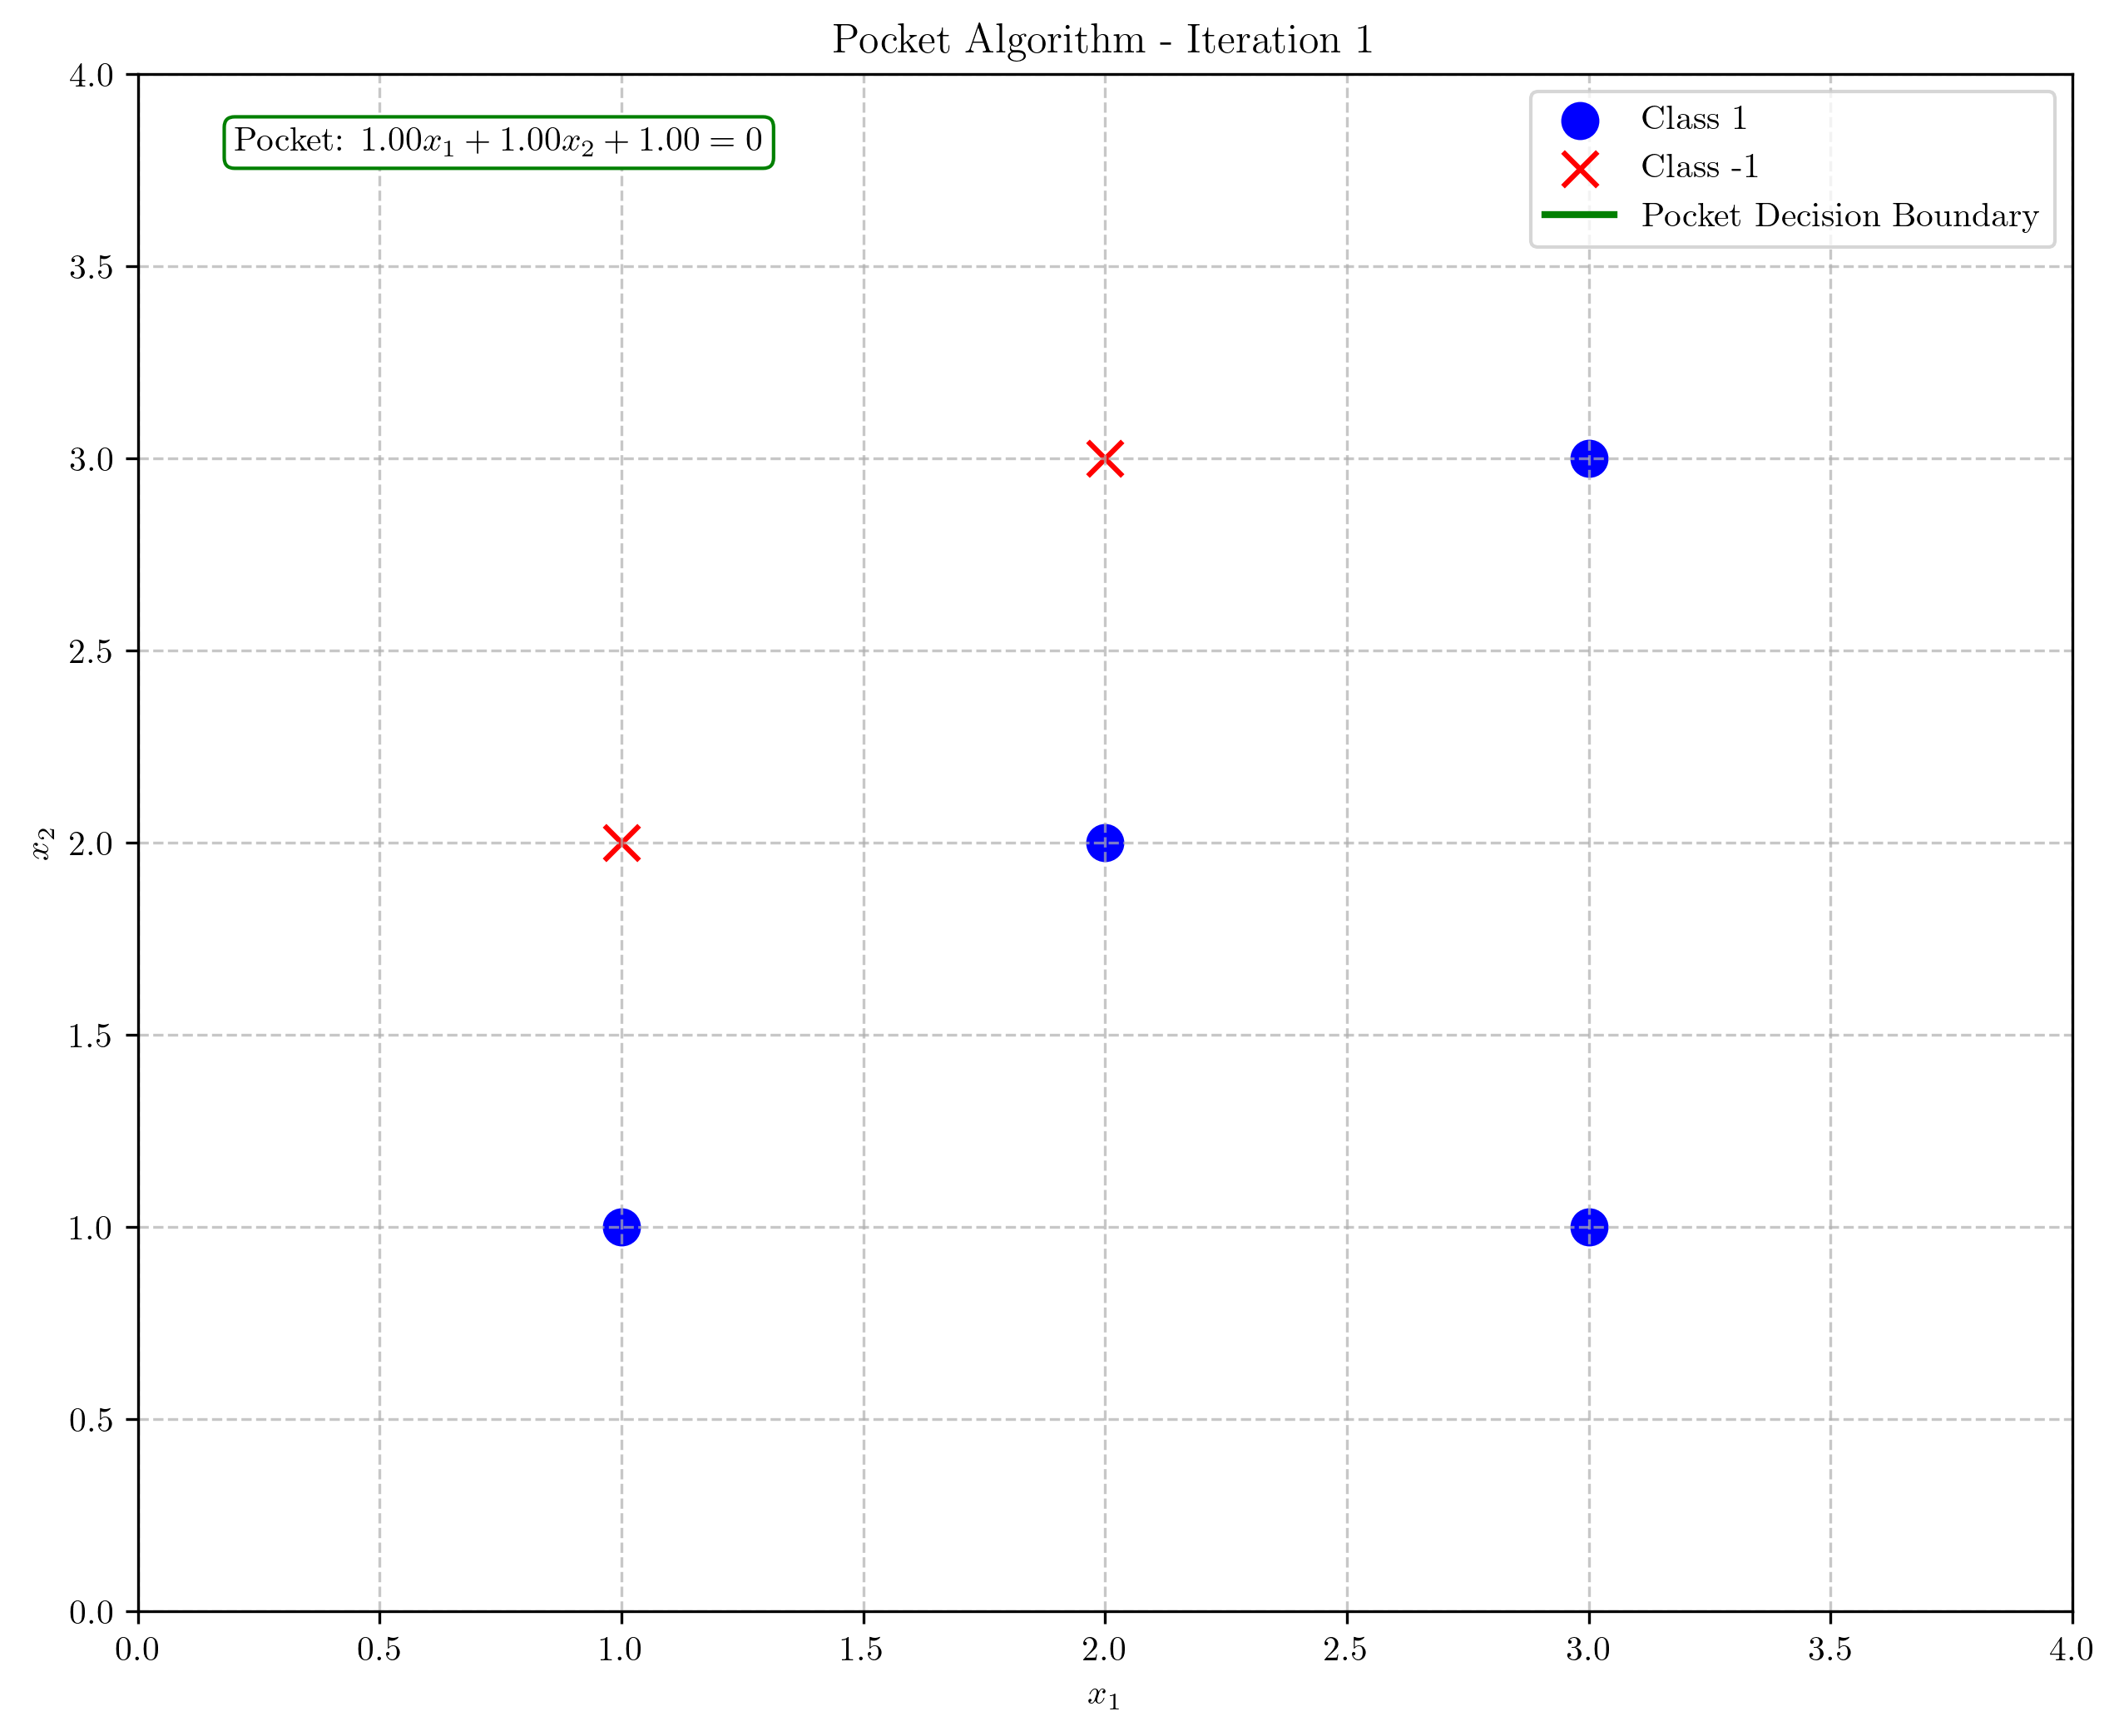 Pocket Algorithm - Iteration 1
Pocket: 1.00x₁ + 1.00x₂ + 1.00 = 0
Class 1
Class -1
Pocket Decision Boundary
4.0
3.5
3.0
2.5
2.0
1.5
1.0
0.5
0.0
x₂
0.0 0.5 1.0 1.5 2.0 2.5 3.0 3.5 4.0
x₁